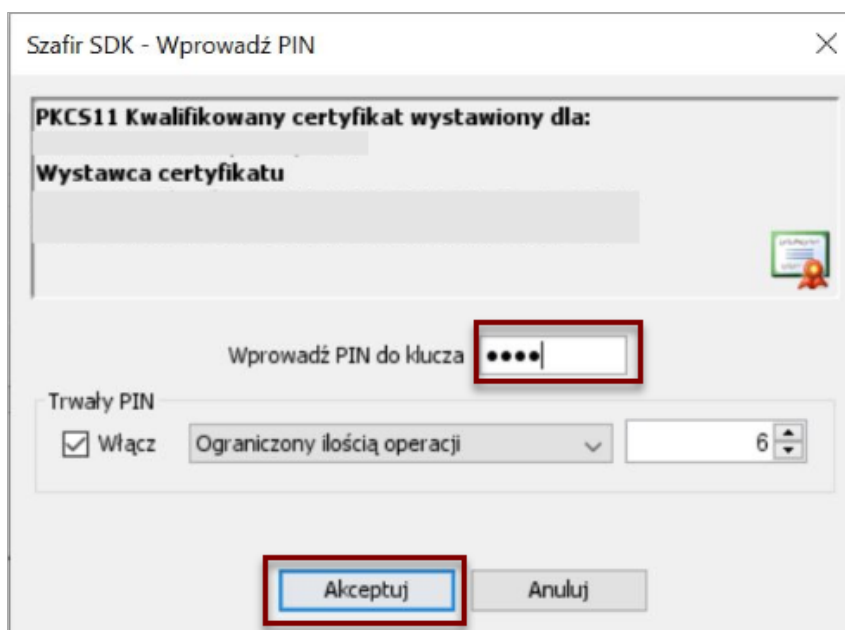 Szafir SDK - Wprowadź PIN
PKCS11 Kwalifikowany certyfikat wystawiony dla:
Wystawca certyfikatu
Wprowadź PIN do klucza ••••
Trwały PIN
Włącz Ograniczony ilością operacji 6
Akceptuj Anuluj